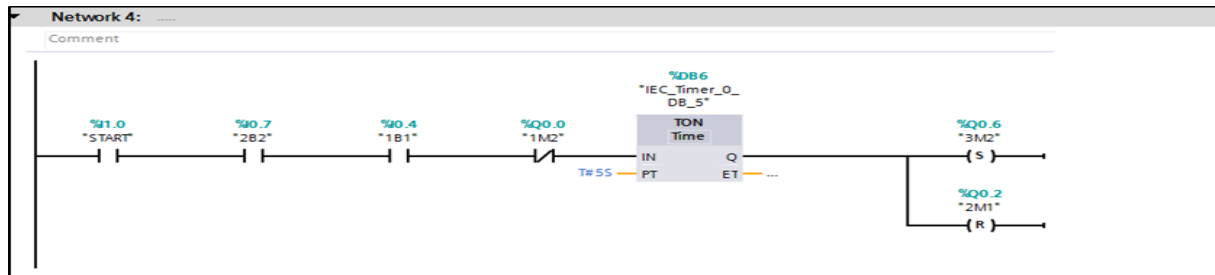 Network 4: .....
Comment
%DB6
"IEC_Timer_0_
DB_5"
%I1.0 %I0.7 %I0.4 %Q0.0 TON %Q0.6
"START" "2B2" "1B1" "1M2" Time "3M2"
IN Q ( S )
T#5S PT ET ...
%Q0.2
"2M1"
( R )